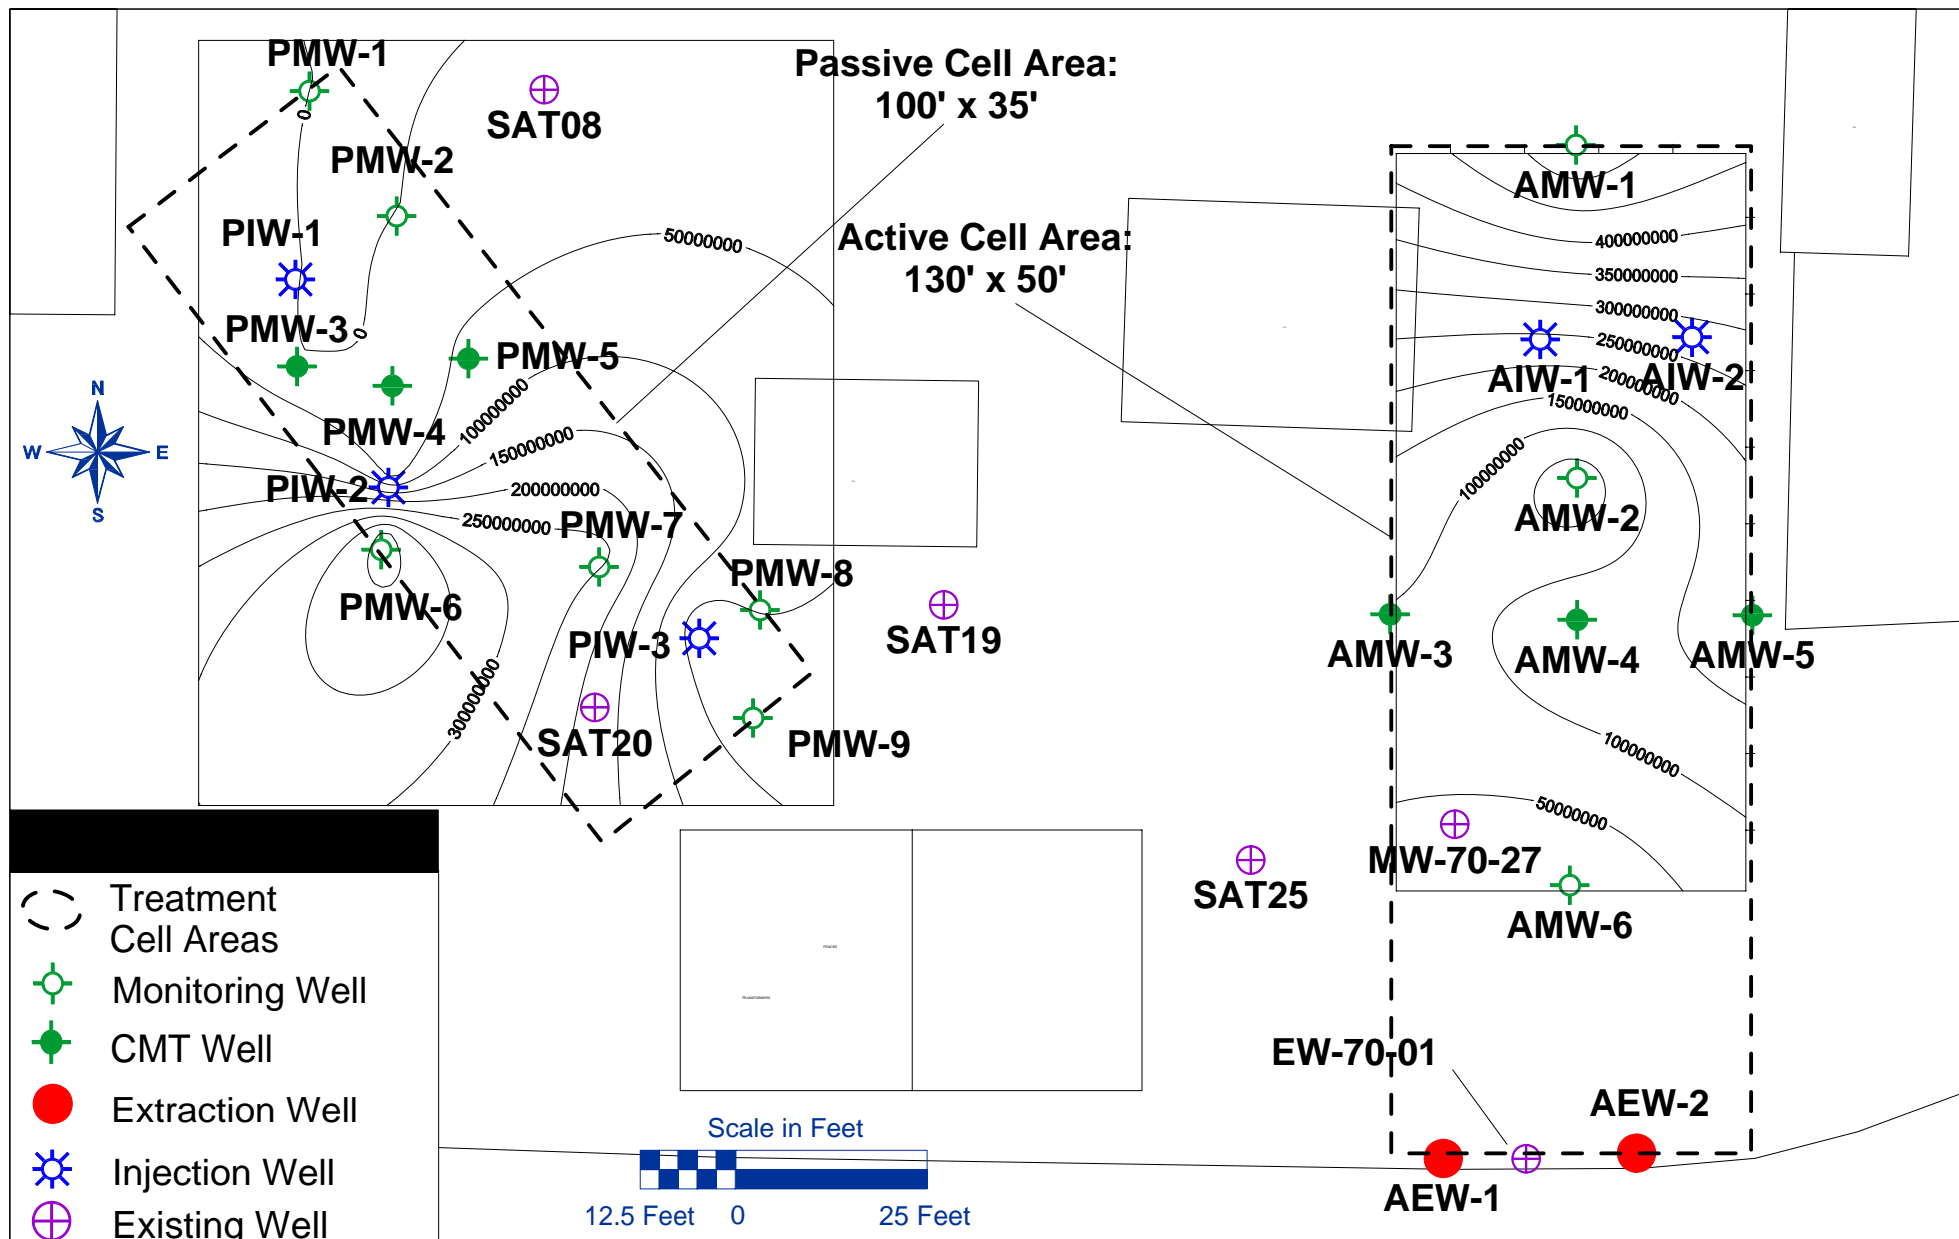 PMW-1
0
SAT08
PMW-2
Passive Cell Area:
100' x 35'
AMW-1
PIW-1
50000000
Active Cell Area:
130' x 50'
400000000
350000000
300000000
250000000
200000000
150000000
100000000
PMW-3
0
PMW-5
AIW-1
AIW-2
N
W
E
S
PMW-4
100000000
150000000
200000000
250000000
PIW-2
PMW-7
AMW-2
PMW-8
PMW-6
PIW-3
SAT19
AMW-3
AMW-4
AMW-5
300000000
SAT20
PMW-9
100000000
50000000
MW-70-27
SAT25
AMW-6
FENCED
TRANSFORMERS
Treatment
Cell Areas
Monitoring Well
CMT Well
Extraction Well
Injection Well
Existing Well
EW-70-01
AEW-2
AEW-1
Scale in Feet
12.5 Feet
0
25 Feet